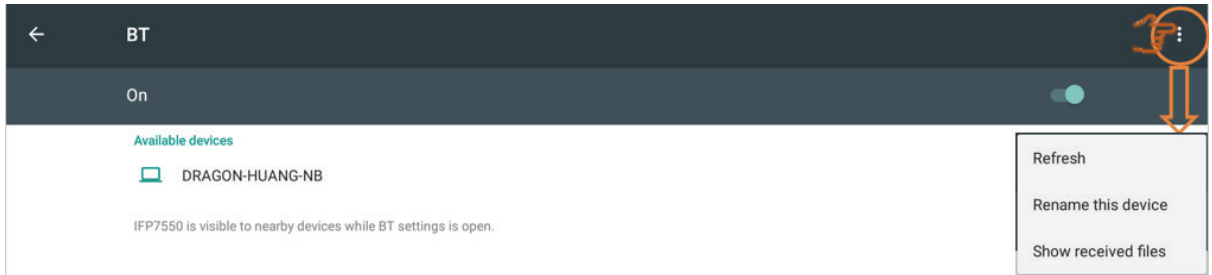 BT
On
Available devices
DRAGON-HUANG-NB
IFP7550 is visible to nearby devices while BT settings is open.
Refresh
Rename this device
Show received files